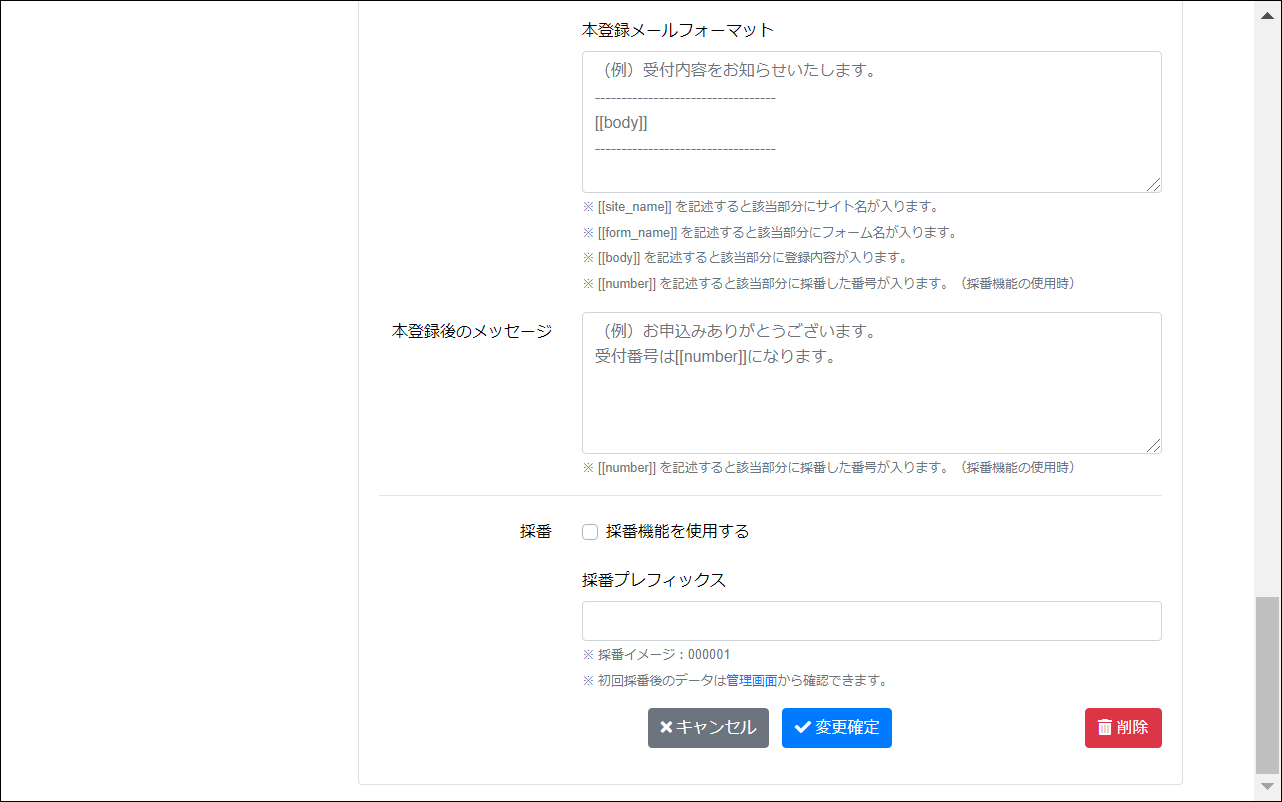 本登録メールフォーマット
（例）受付内容をお知らせいたします。
----------------------------------
[[body]]
----------------------------------
※ [[site_name]] を記述すると該当部分にサイト名が入ります。
※ [[form_name]] を記述すると該当部分にフォーム名が入ります。
※ [[body]] を記述すると該当部分に登録内容が入ります。
※ [[number]] を記述すると該当部分に採番した番号が入ります。（採番機能の使用時）
本登録後のメッセージ
（例）お申込みありがとうございます。
受付番号は[[number]]になります。
※ [[number]] を記述すると該当部分に採番した番号が入ります。（採番機能の使用時）
採番
採番機能を使用する
採番プレフィックス
※ 採番イメージ：000001
※ 初回採番後のデータは管理画面から確認できます。
キャンセル
変更確定
削除